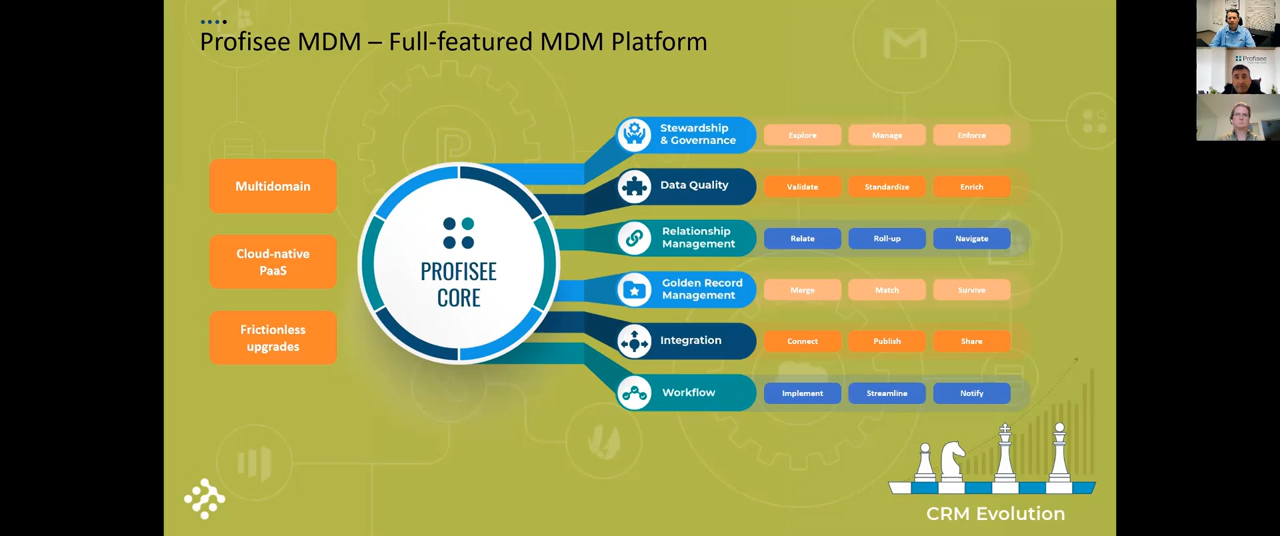 Profisee MDM – Full-featured MDM Platform
Multidomain
Cloud-native
PaaS
Frictionless
upgrades
PROFISEE
CORE
Stewardship
& Governance
Explore
Manage
Enforce
Data Quality
Validate
Standardize
Enrich
Relationship
Management
Relate
Roll-up
Navigate
Golden Record
Management
Merge
Match
Survive
Integration
Connect
Publish
Share
Workflow
Implement
Streamline
Notify
CRM Evolution
Profisee